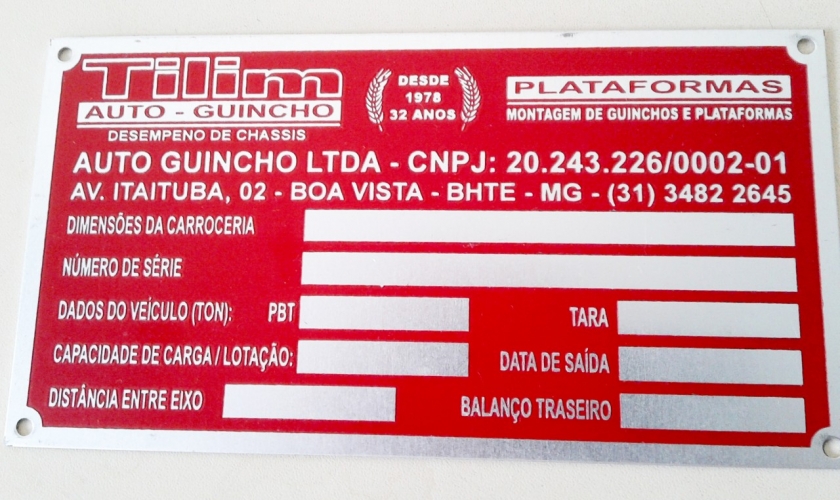 Tilim
AUTO - GUINCHO
DESEMPENO DE CHASSIS
DESDE
1978
32 ANOS
PLATAFORMAS
MONTAGEM DE GUINCHOS E PLATAFORMAS
AUTO GUINCHO LTDA - CNPJ: 20.243.226/0002-01
AV. ITAITUBA, 02 - BOA VISTA - BHTE - MG - (31) 3482 2645
DIMENSÕES DA CARROCERIA
NÚMERO DE SÉRIE
DADOS DO VEÍCULO (TON): PBT TARA
CAPACIDADE DE CARGA / LOTAÇÃO: DATA DE SAÍDA
DISTÂNCIA ENTRE EIXO BALANÇO TRASEIRO